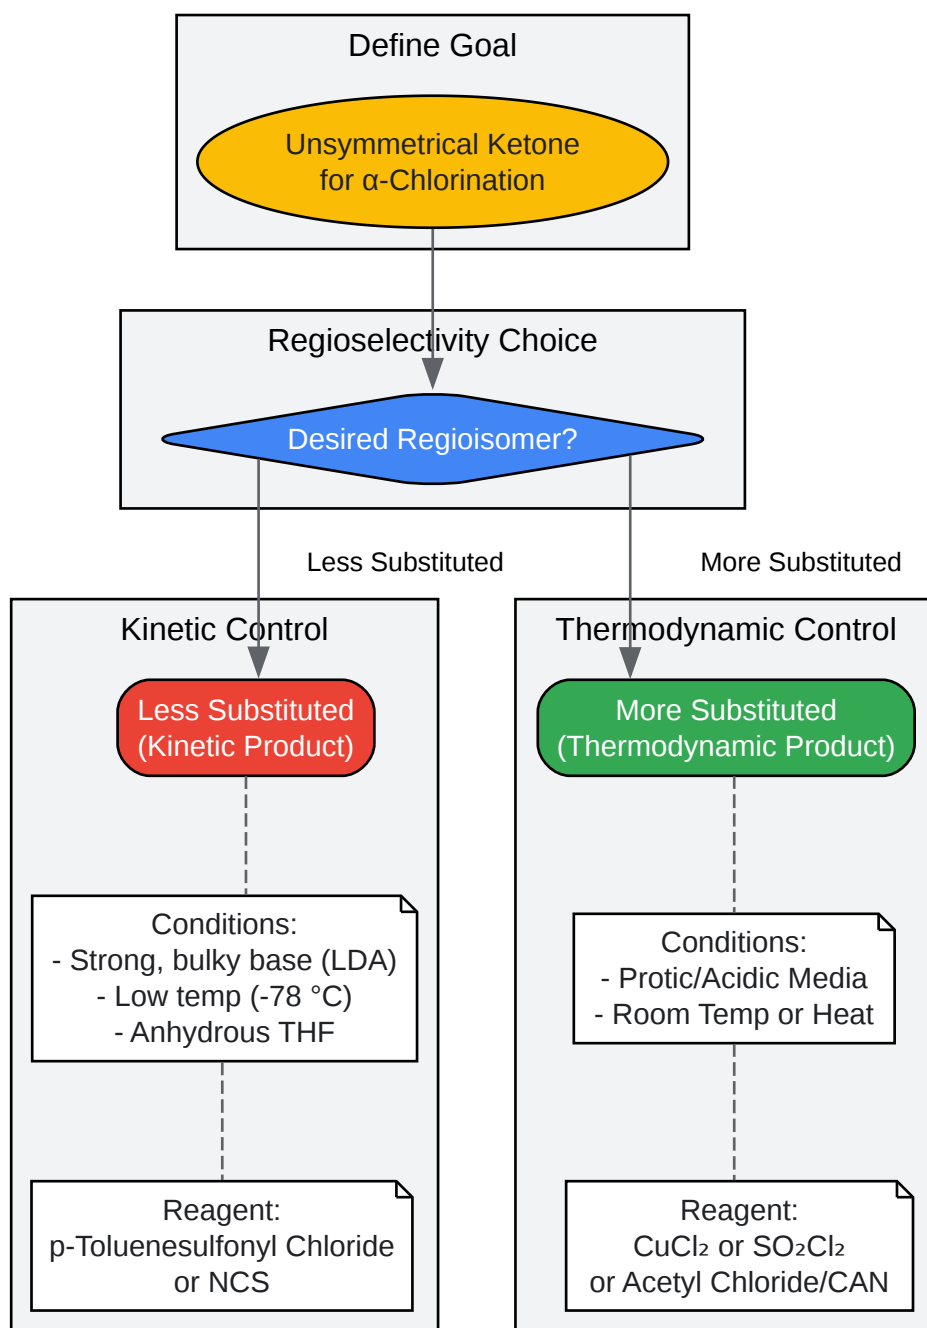 Define Goal
Unsymmetrical Ketone
for α-Chlorination
Regioselectivity Choice
Desired Regioisomer?
Less Substituted
More Substituted
Kinetic Control
Less Substituted
(Kinetic Product)
Conditions:
- Strong, bulky base (LDA)
- Low temp (-78 °C)
- Anhydrous THF
Reagent:
p-Toluenesulfonyl Chloride
or NCS
Thermodynamic Control
More Substituted
(Thermodynamic Product)
Conditions:
- Protic/Acidic Media
- Room Temp or Heat
Reagent:
CuCl₂ or SO₂Cl₂
or Acetyl Chloride/CAN